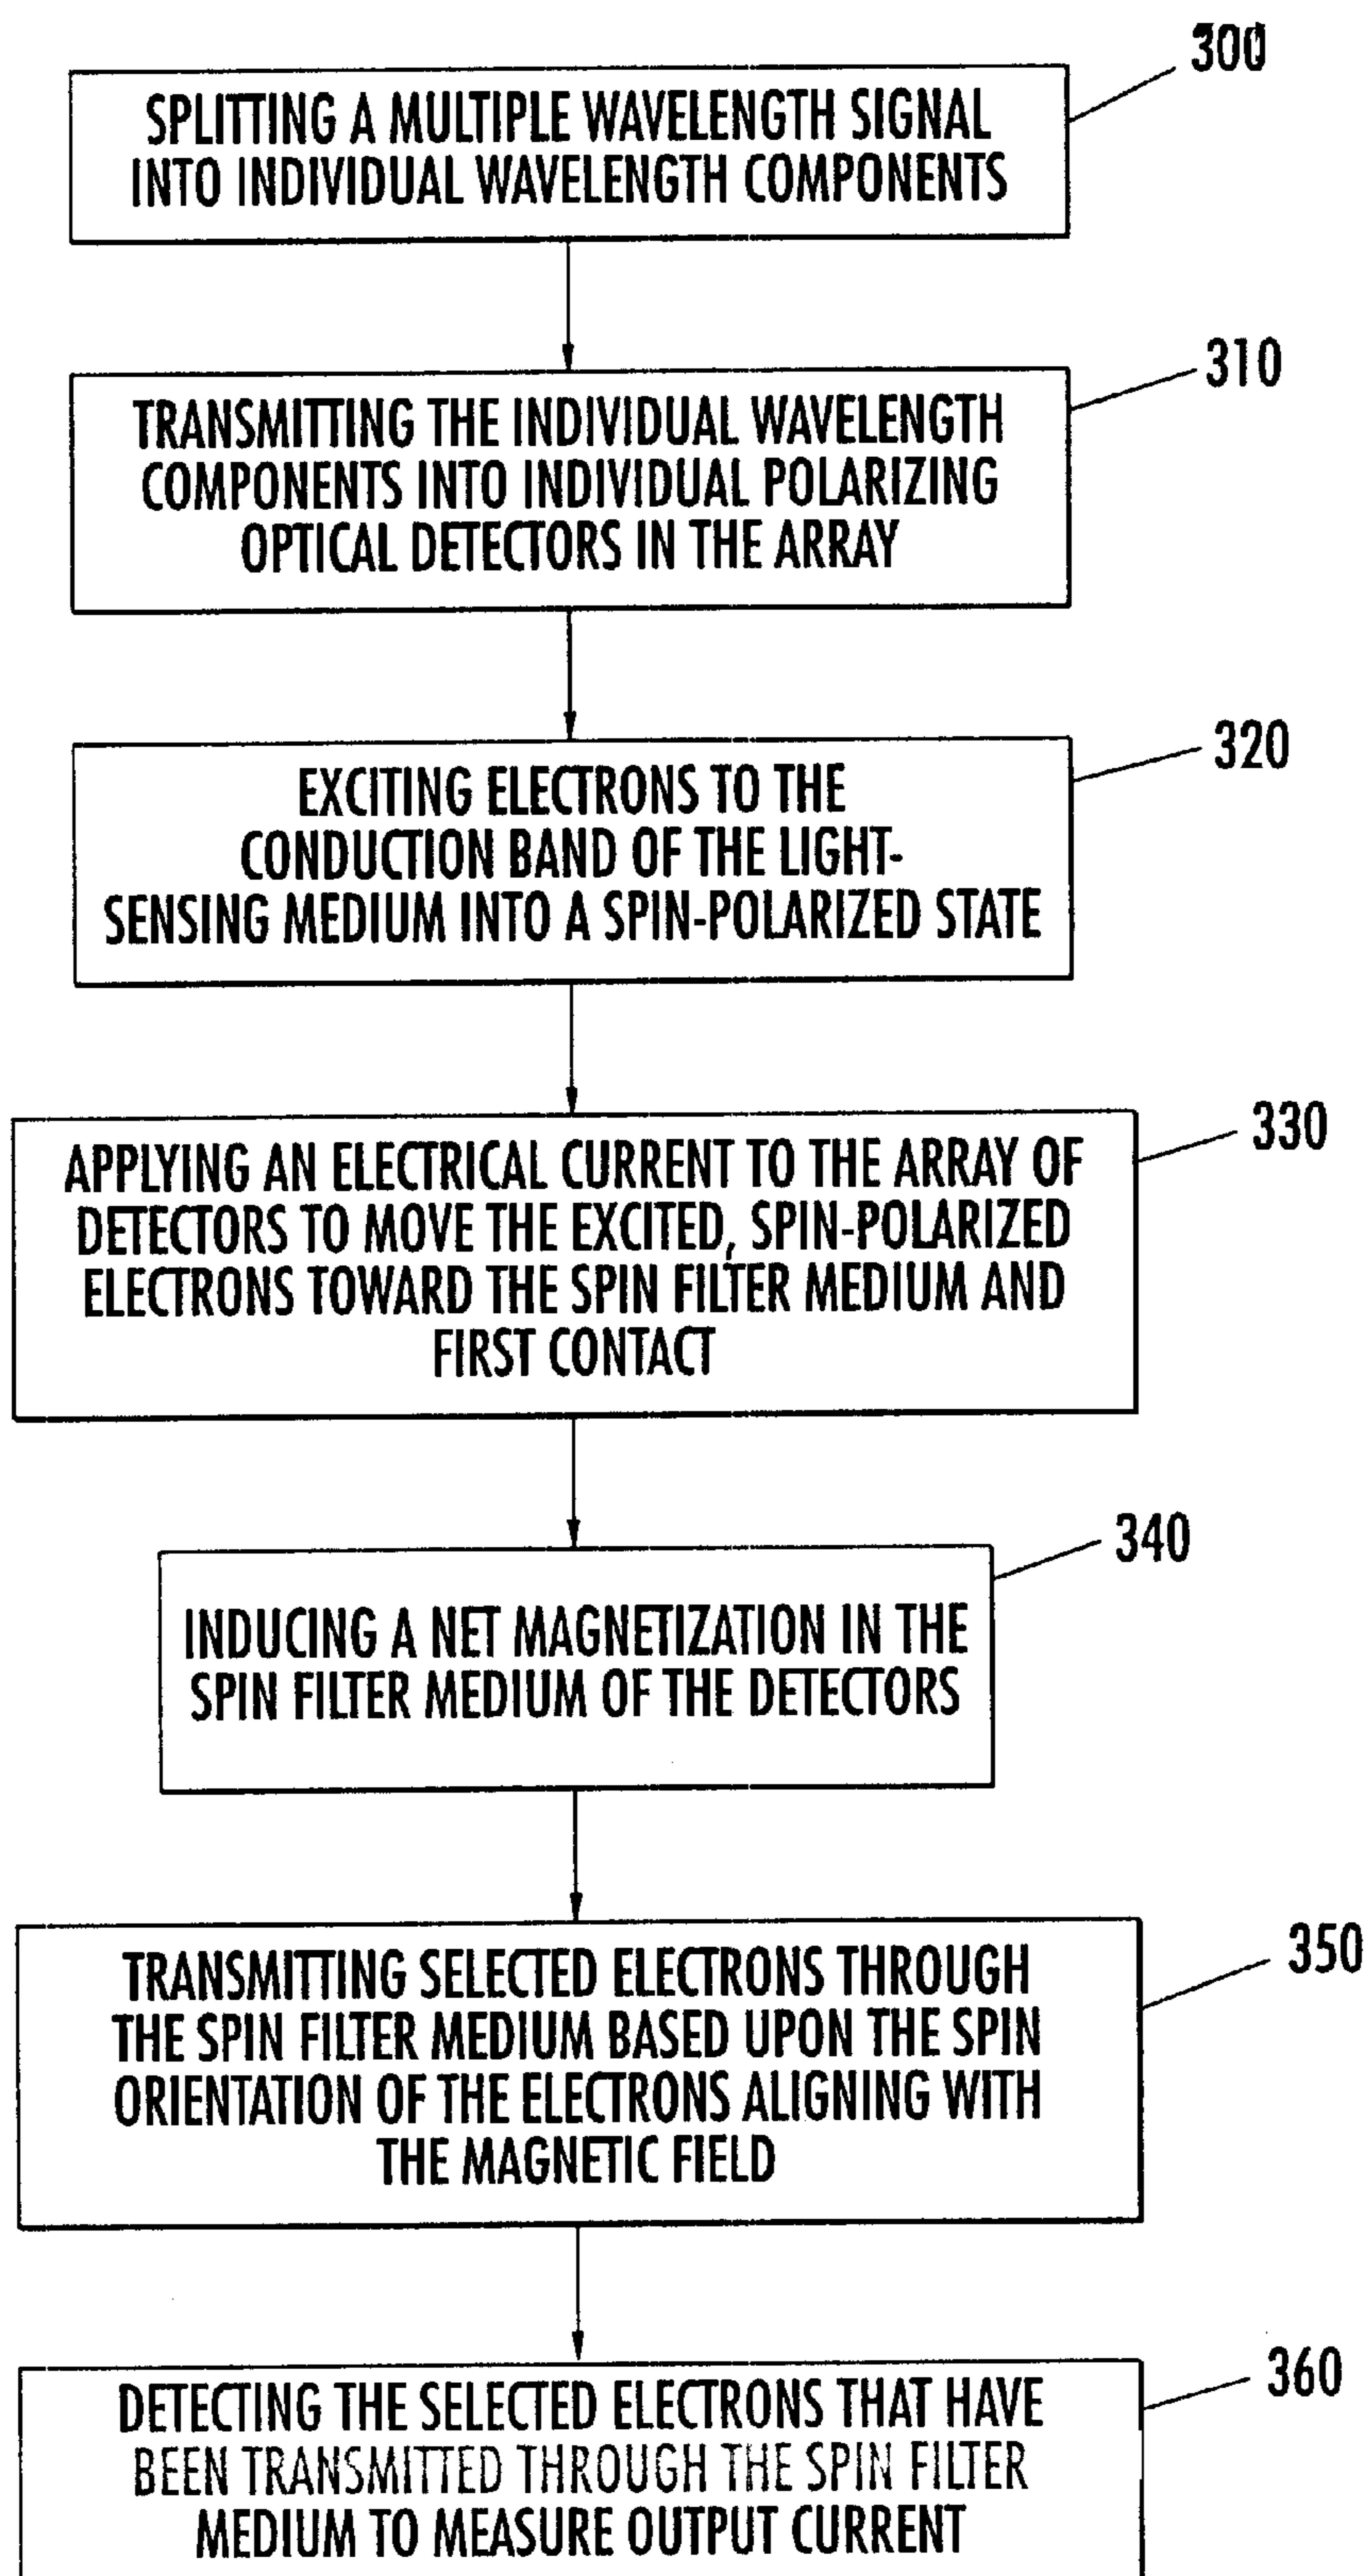 300
SPLITTING A MULTIPLE WAVELENGTH SIGNAL
INTO INDIVIDUAL WAVELENGTH COMPONENTS
310
TRANSMITTING THE INDIVIDUAL WAVELENGTH
COMPONENTS INTO INDIVIDUAL POLARIZING
OPTICAL DETECTORS IN THE ARRAY
320
EXCITING ELECTRONS TO THE
CONDUCTION BAND OF THE LIGHT-
SENSING MEDIUM INTO A SPIN-POLARIZED STATE
330
APPLYING AN ELECTRICAL CURRENT TO THE ARRAY OF
DETECTORS TO MOVE THE EXCITED, SPIN-POLARIZED
ELECTRONS TOWARD THE SPIN FILTER MEDIUM AND
FIRST CONTACT
340
INDUCING A NET MAGNETIZATION IN THE
SPIN FILTER MEDIUM OF THE DETECTORS
350
TRANSMITTING SELECTED ELECTRONS THROUGH
THE SPIN FILTER MEDIUM BASED UPON THE SPIN
ORIENTATION OF THE ELECTRONS ALIGNING WITH
THE MAGNETIC FIELD
360
DETECTING THE SELECTED ELECTRONS THAT HAVE
BEEN TRANSMITTED THROUGH THE SPIN FILTER
MEDIUM TO MEASURE OUTPUT CURRENT